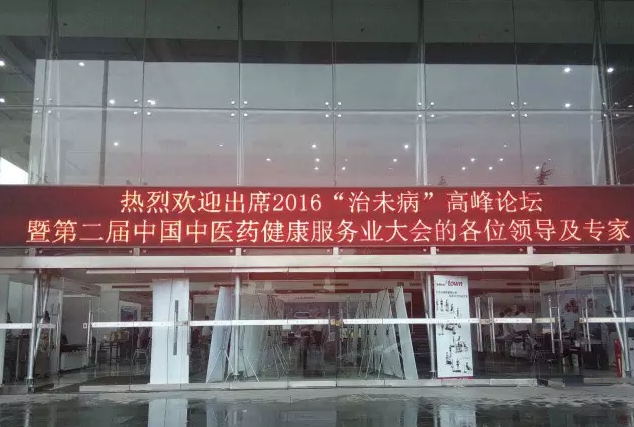 热烈欢迎出席2016“治未病”高峰论坛
暨第二届中国中医药健康服务业大会的各位领导及专家
town